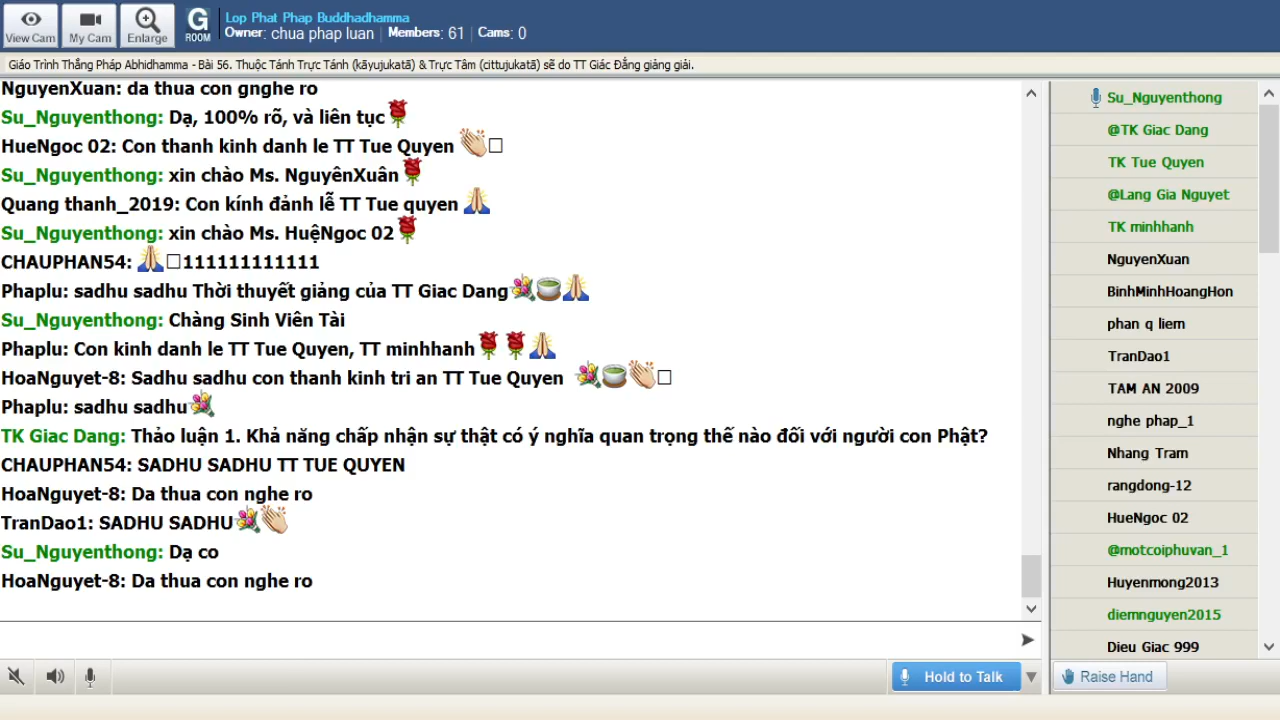 View Cam
My Cam
Enlarge
G
ROOM
Lop Phat Phap Buddhadhamma
Owner: chua phap luan Members: 61 Cams: 0
Giáo Trình Thắng Pháp Abhidhamma - Bài 56. Thuộc Tánh Trực Tánh (kāyujukatā) & Trực Tâm (cittujukatā) sẽ do TT Giác Đẳng giảng giải.
NguyenXuan: da thua con gnghe ro
Su_Nguyenthong: Dạ, 100% rõ, và liên tục🌹
HueNgoc 02: Con thanh kinh danh le TT Tue Quyen 👏□
Su_Nguyenthong: xin chào Ms. NguyênXuân🌹
Quang thanh_2019: Con kính đảnh lễ TT Tue quyen 🙏
Su_Nguyenthong: xin chào Ms. HuệNgoc 02🌹
CHAUPHAN54: 🙏□111111111111
Phaplu: sadhu sadhu Thời thuyết giảng của TT Giac Dang💐🍵🙏
Su_Nguyenthong: Chàng Sinh Viên Tài
Phaplu: Con kinh danh le TT Tue Quyen, TT minhhanh🌹🌹🙏
HoaNguyet-8: Sadhu sadhu con thanh kinh tri an TT Tue Quyen 💐🍵👏□
Phaplu: sadhu sadhu💐
TK Giac Dang: Thảo luận 1. Khả năng chấp nhận sự thật có ý nghĩa quan trọng thế nào đối với người con Phật?
CHAUPHAN54: SADHU SADHU TT TUE QUYEN
HoaNguyet-8: Da thua con nghe ro
TranDao1: SADHU SADHU💐👏
Su_Nguyenthong: Dạ co
HoaNguyet-8: Da thua con nghe ro
Su_Nguyenthong
@TK Giac Dang
TK Tue Quyen
@Lang Gia Nguyet
TK minhhanh
NguyenXuan
BinhMinhHoangHon
phan q liem
TranDao1
TAM AN 2009
nghe phap_1
Nhang Tram
rangdong-12
HueNgoc 02
@motcoiphuvan_1
Huyenmong2013
diemnguyen2015
Dieu Giac 999
Hold to Talk
Raise Hand